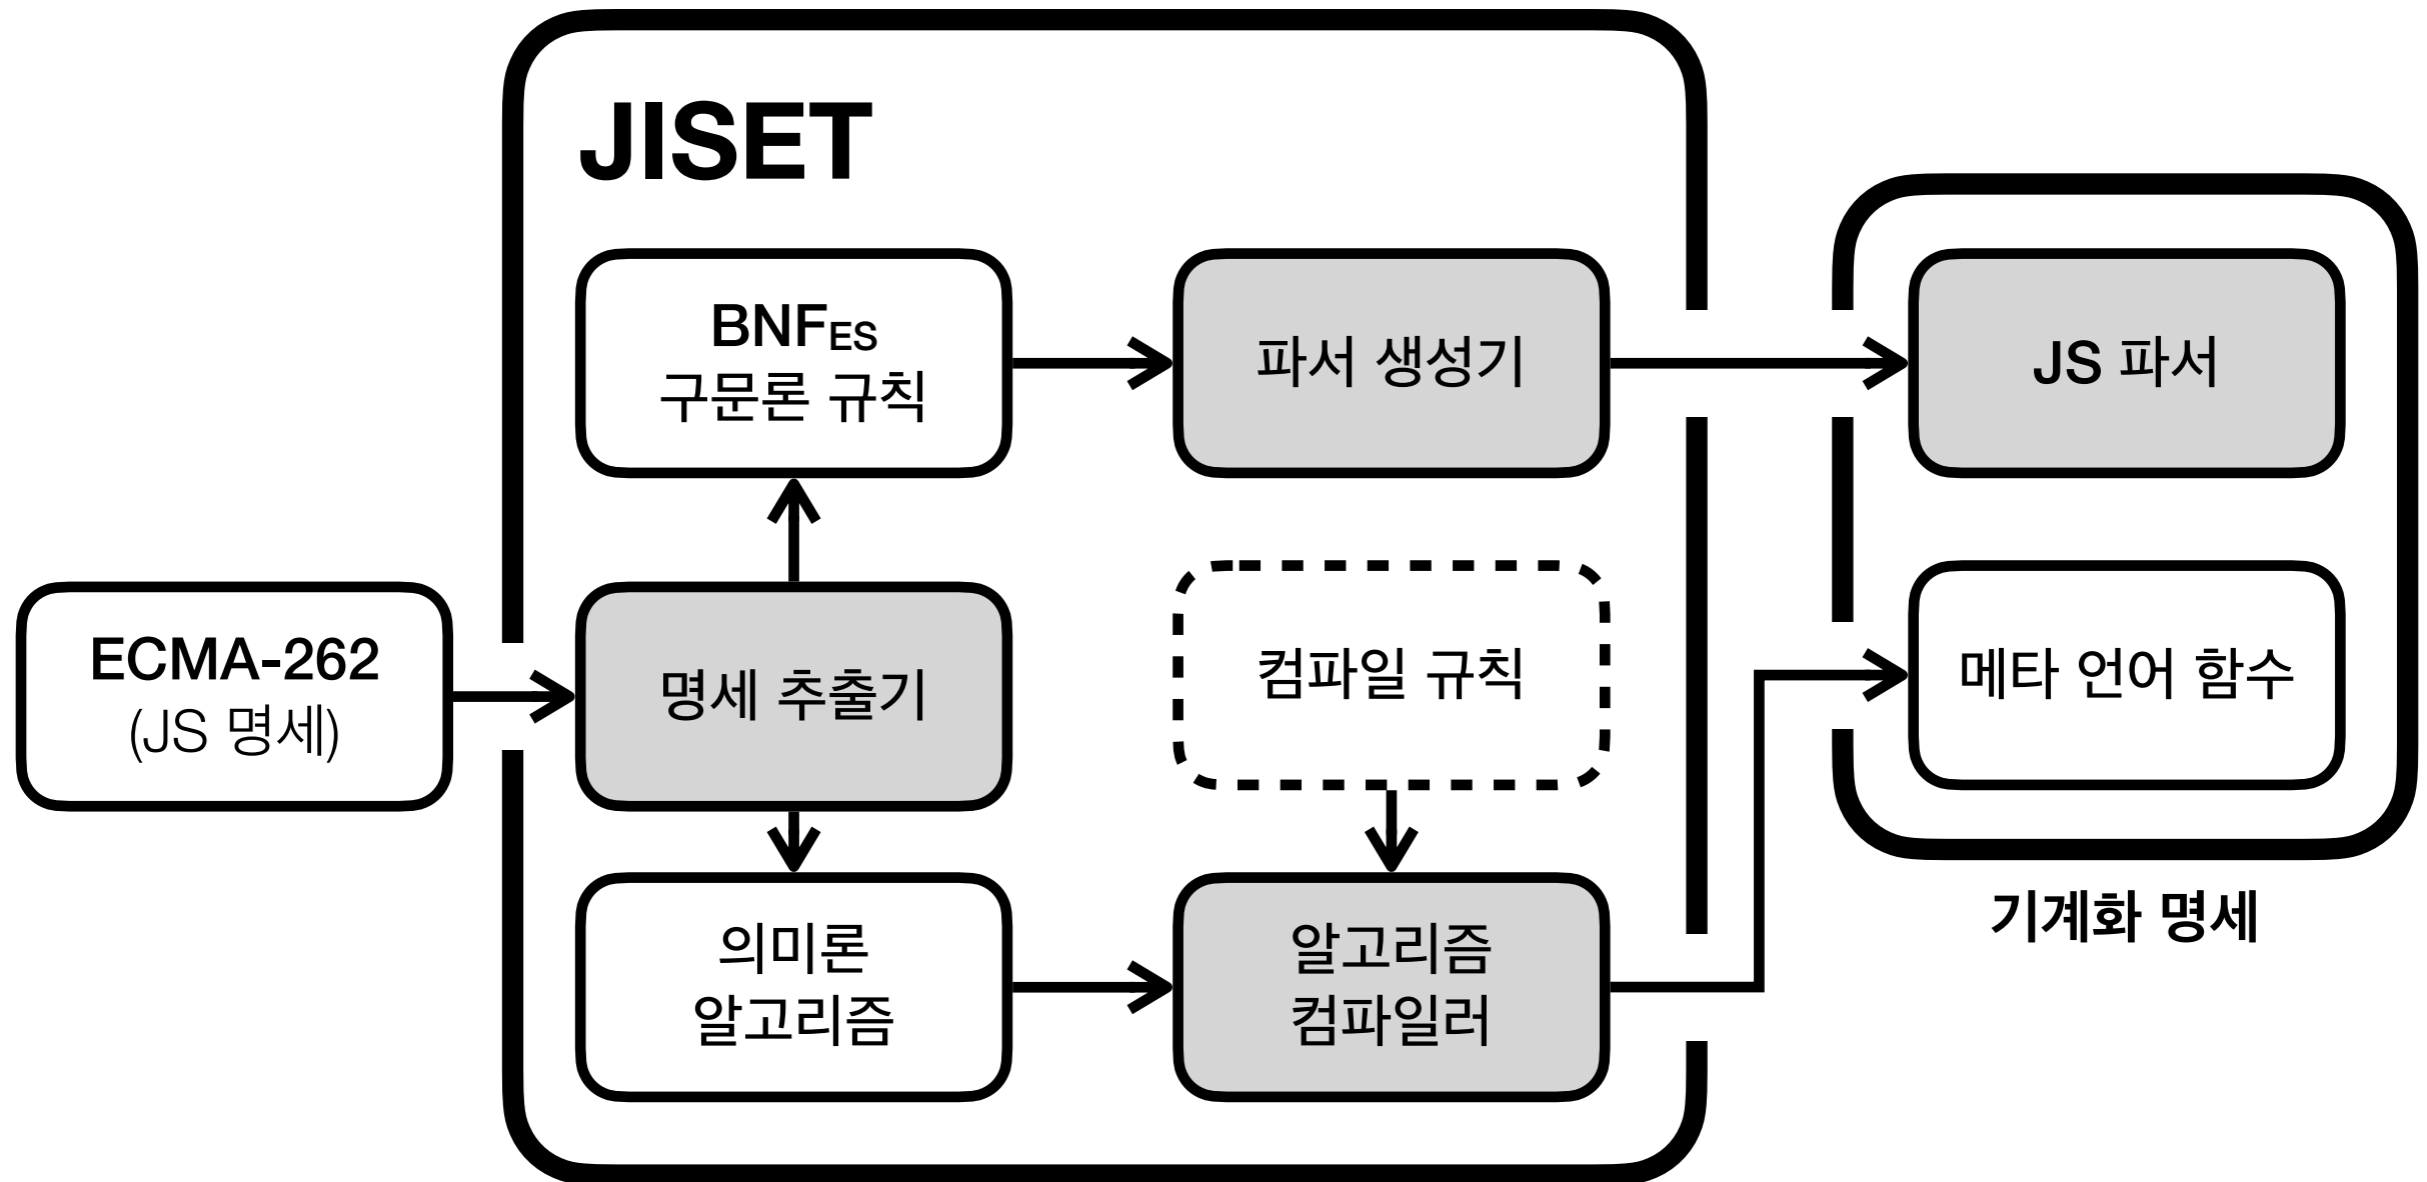 JISET
BNFES
구문론 규칙
파서 생성기
JS 파서
ECMA-262
(JS 명세)
명세 추출기
컴파일 규칙
메타 언어 함수
의미론
알고리즘
알고리즘
컴파일러
기계화 명세